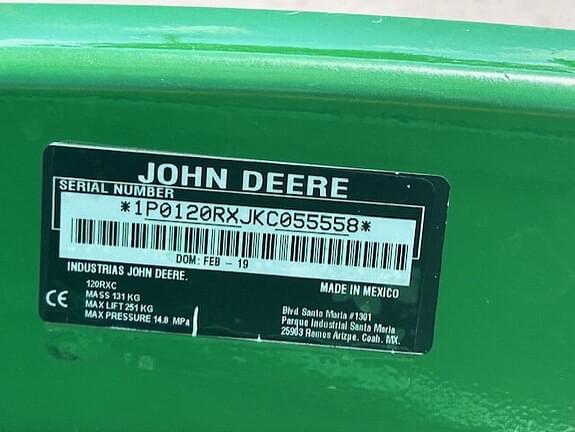 JOHN DEERE
SERIAL NUMBER
*1P0120RXJKC055558*
DOM: FEB - 19
INDUSTRIAS JOHN DEERE.
MADE IN MEXICO
120RXC
MASS 131 KG
MAX LIFT 251 KG
MAX PRESSURE 14.8 MPa
CE
Blvd Santa Maria #1301
Parque Industrial Santa Maria
25903 Ramos Arizpe. Coah. MX.